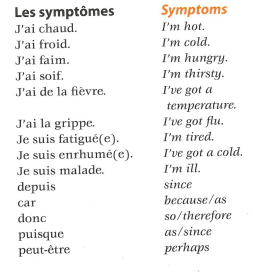 Les symptômes Symptoms
J'ai chaud. I'm hot.
J'ai froid. I'm cold.
J'ai faim. I'm hungry.
J'ai soif. I'm thirsty.
J'ai de la fièvre. I've got a
temperature.
J'ai la grippe. I've got flu.
Je suis fatigué(e). I'm tired.
Je suis enrhumé(e). I've got a cold.
Je suis malade. I'm ill.
depuis since
car because/as
donc so/therefore
puisque as/since
peut-être perhaps